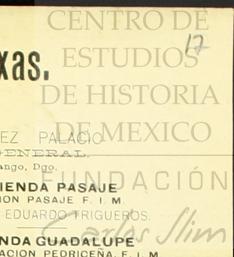 CENTRO DE
17
ESTUDIOS
xas.
DE HISTORIA
DE MEXICO
EZ PALACIO
GENERAL.
ango, Dgo.
IENDA PASAJE
FUNDACIÓN
ION PASAJE F. I. M.
EDUARDO TRIGUEROS.
Carlos Slim
NDA GUADALUPE
ACION PEDRICEÑA, F. I. M